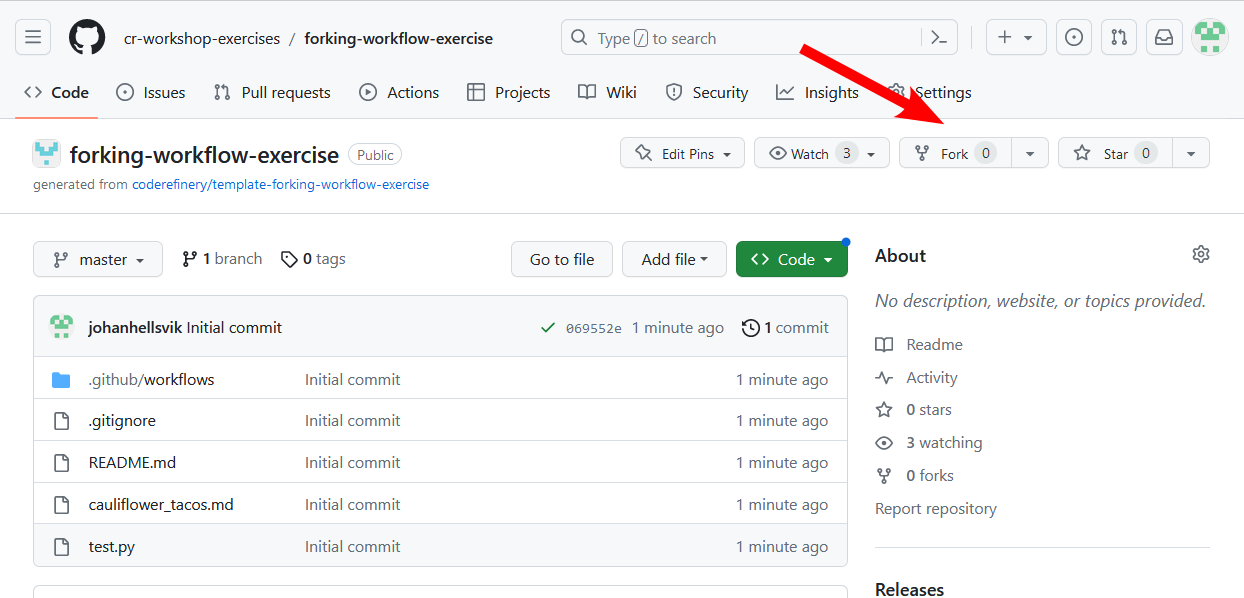 cr-workshop-exercises / forking-workflow-exercise Type / to search
Code Issues Pull requests Actions Projects Wiki Security Insights Settings
forking-workflow-exercise Public Edit Pins Watch 3 Fork 0 Star 0
generated from coderefinery/template-forking-workflow-exercise
master 1 branch 0 tags Go to file Add file Code
About
No description, website, or topics provided.
johanhellsvik Initial commit 069552e 1 minute ago 1 commit
Readme
.github/workflows Initial commit 1 minute ago
Activity
0 stars
.gitignore Initial commit 1 minute ago
3 watching
README.md Initial commit 1 minute ago
0 forks
cauliflower_tacos.md Initial commit 1 minute ago
Report repository
test.py Initial commit 1 minute ago
Releases